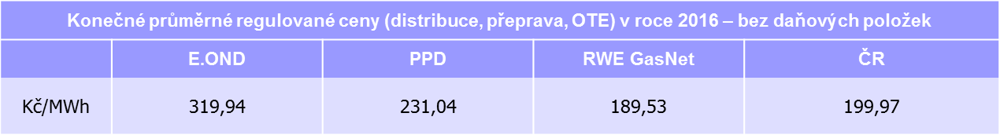 Konečné průměrné regulované ceny (distribuce, přeprava, OTE) v roce 2016 – bez daňových položek
E.OND PPD RWE GasNet ČR
Kč/MWh 319,94 231,04 189,53 199,97